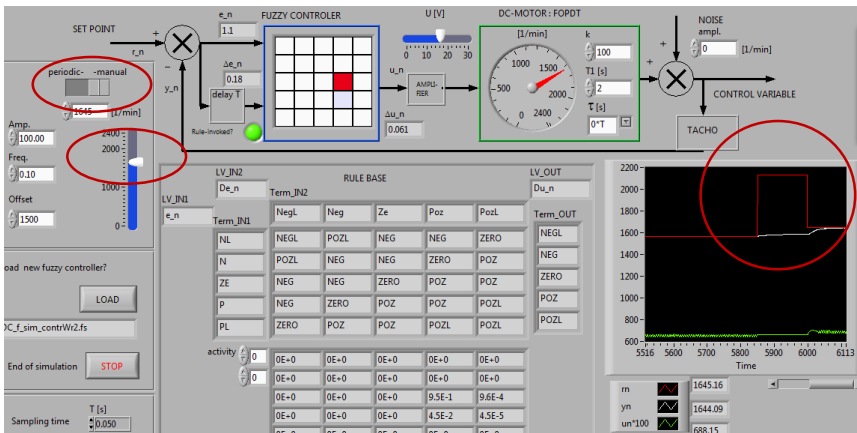 SET POINT
r_n
+
−
y_n
e_n
1.1
Δe_n
0.18
delay T
Rule-invoked?
FUZZY CONTROLER
u_n
Δu_n
0.061
U [V]
0 10 20 30
AMPLI-
FIER
DC-MOTOR : FOPDT
[1/min]
0 500 1000 1500 2000 2400
k
100
T1 [s]
2
τ [s]
0*T
NOISE
ampl.
0 [1/min]
+
+
CONTROL VARIABLE
TACHO
periodic- -manual
1645 [1/min]
Amp.
100.00
Freq.
0.10
Offset
1500
2400
2000
1000
0
oad new fuzzy controller?
LOAD
DC_f_sim_contrWr2.fs
End of simulation STOP
Sampling time T [s]
0.050
LV_IN2
De_n
RULE BASE
LV_OUT
Du_n
LV_IN1
e_n
Term_IN2
Term_IN1
Term_OUT
NegL Neg Ze Poz PozL
NL NEGL POZL NEG NEG ZERO NEGL
N POZL NEG NEG ZERO POZ NEG
ZE NEG NEG ZERO POZ POZ ZERO
P NEG ZERO POZ POZ POZL POZ
PL ZERO POZ POZ POZL POZL POZL
activity 0
0
0E+0 0E+0 0E+0 0E+0 0E+0
0E+0 0E+0 0E+0 0E+0 0E+0
0E+0 0E+0 0E+0 9.5E-1 9.6E-4
0E+0 0E+0 0E+0 4.5E-2 4.5E-5
0E+0 0E+0 0E+0 0E+0 0E+0
2200
2000
1800
1600
1400
1200
1000
800
600
5516 5600 5700 5800 5900 6000 6113
Time
rn 1645.16
yn 1644.09
un*100 688.15